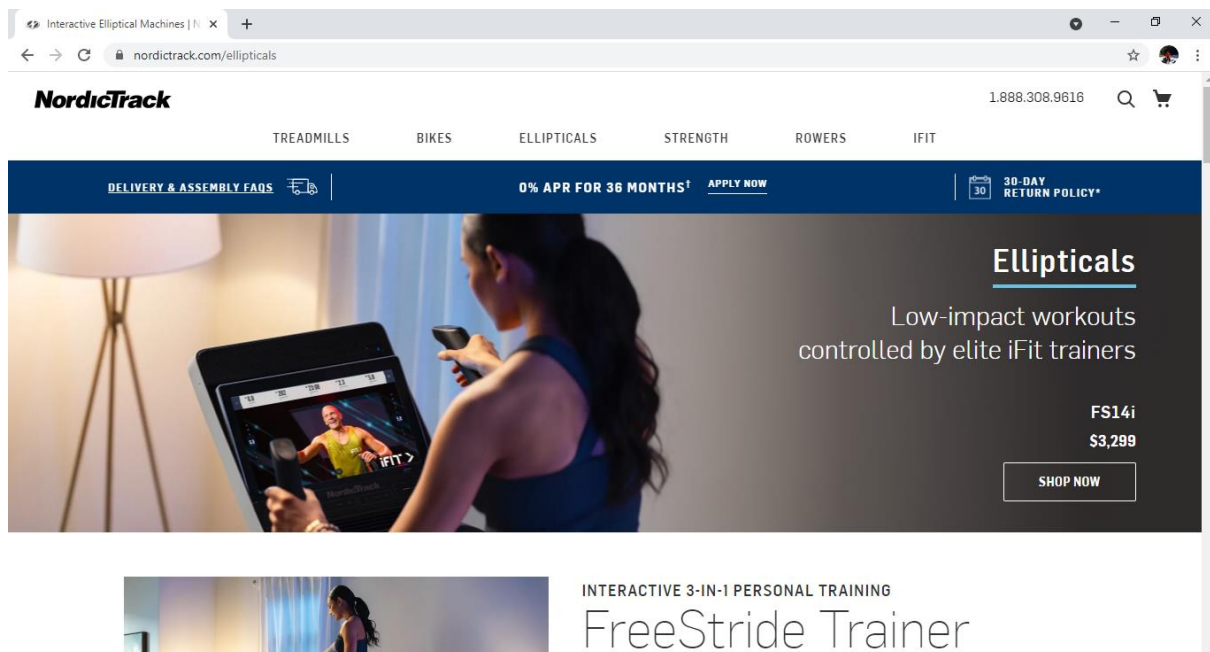 Interactive Elliptical Machines | N
nordictrack.com/ellipticals
NordicTrack
1.888.308.9616
TREADMILLS BIKES ELLIPTICALS STRENGTH ROWERS IFIT
DELIVERY & ASSEMBLY FAQS
0% APR FOR 36 MONTHS† APPLY NOW
30
30-DAY
RETURN POLICY*
Ellipticals
Low-impact workouts
controlled by elite iFit trainers
FS14i
$3,299
SHOP NOW
iFIT
NordicTrack
INTERACTIVE 3-IN-1 PERSONAL TRAINING
FreeStride Trainer